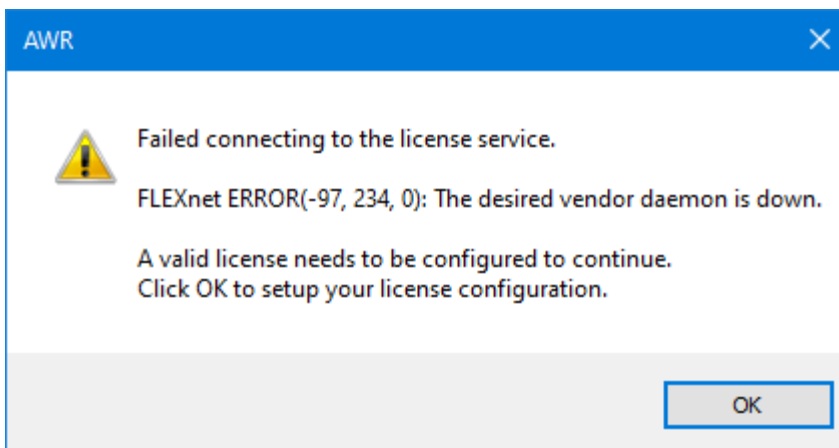 AWR
Failed connecting to the license service.
FLEXnet ERROR(-97, 234, 0): The desired vendor daemon is down.
A valid license needs to be configured to continue.
Click OK to setup your license configuration.
OK